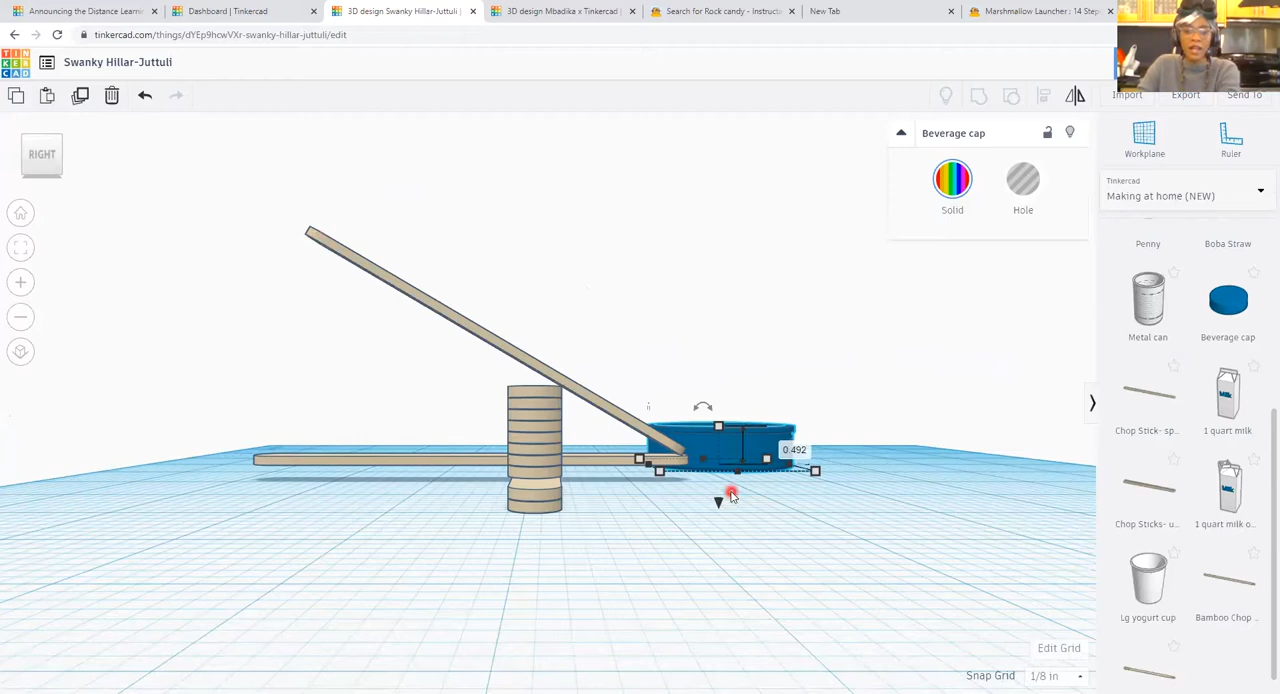 Announcing the Distance Learni
Dashboard | Tinkercad
3D design Swanky Hillar-Juttuli |
3D design Mbadika x Tinkercad |
Search for Rock candy - Instructa
New Tab
Marshmallow Launcher : 14 Step
tinkercad.com/things/dYEp9hcwVXr-swanky-hillar-juttuli/edit
TIN
KER
CAD
Swanky Hillar-Juttuli
Import
Export
Send To
RIGHT
Beverage cap
Solid
Hole
Workplane
Ruler
Tinkercad
Making at home (NEW)
Penny
Boba Straw
Metal can
Beverage cap
Chop Stick- sp...
1 quart milk
Milk
Chop Sticks- u...
1 quart milk o...
Milk
Lg yogurt cup
Bamboo Chop ...
0.492
Edit Grid
Snap Grid
1/8 in